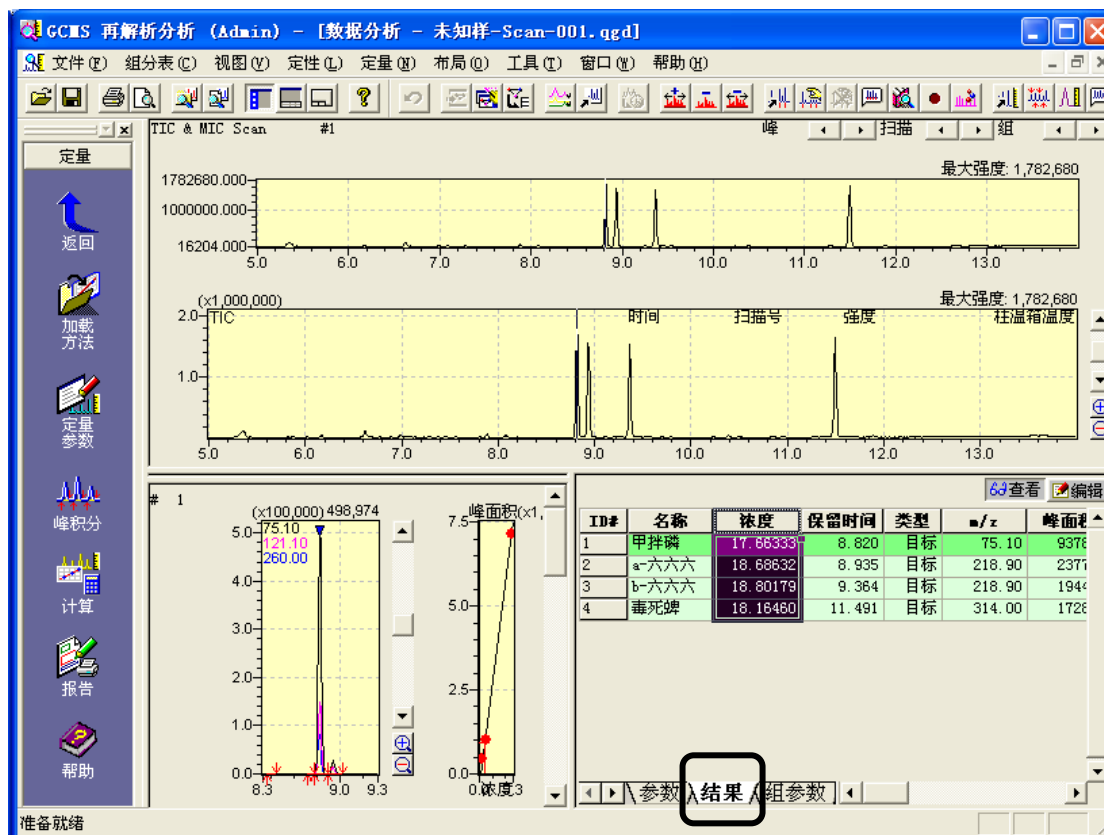 GCMS 再解析分析 (Admin) - [数据分析 - 未知样-Scan-001.qgd]
文件(F) 组分表(C) 视图(V) 定性(L) 定量(N) 布局(O) 工具(T) 窗口(W) 帮助(H)
定量
返回
加载
方法
定量
参数
峰积分
计算
报告
帮助
TIC & MIC Scan #1 峰 扫描 组
最大强度: 1,782,680
1782680.000
1000000.000
16204.000
5.0 6.0 7.0 8.0 9.0 10.0 11.0 12.0 13.0
(x1,000,000) 最大强度: 1,782,680
2.0 TIC 时间 扫描号 强度 柱温箱温度
1.0
5.0 6.0 7.0 8.0 9.0 10.0 11.0 12.0 13.0
# 1
(x100,000) 498,974
5.0 75.10
121.10
260.00
4.0
3.0
2.0
1.0
0.0
8.3 9.0 9.3
峰面积(x1,
7.5
5.0
2.5
0.0
0.0 浓度3
查看 编辑
ID# 名称 浓度 保留时间 类型 m/z 峰面积
1 甲拌磷 17.66333 8.820 目标 75.10 9378
2 a-六六六 18.68632 8.935 目标 218.90 2377
3 b-六六六 18.80179 9.364 目标 218.90 1944
4 毒死蜱 18.16460 11.491 目标 314.00 1728
参数 结果 组参数
准备就绪